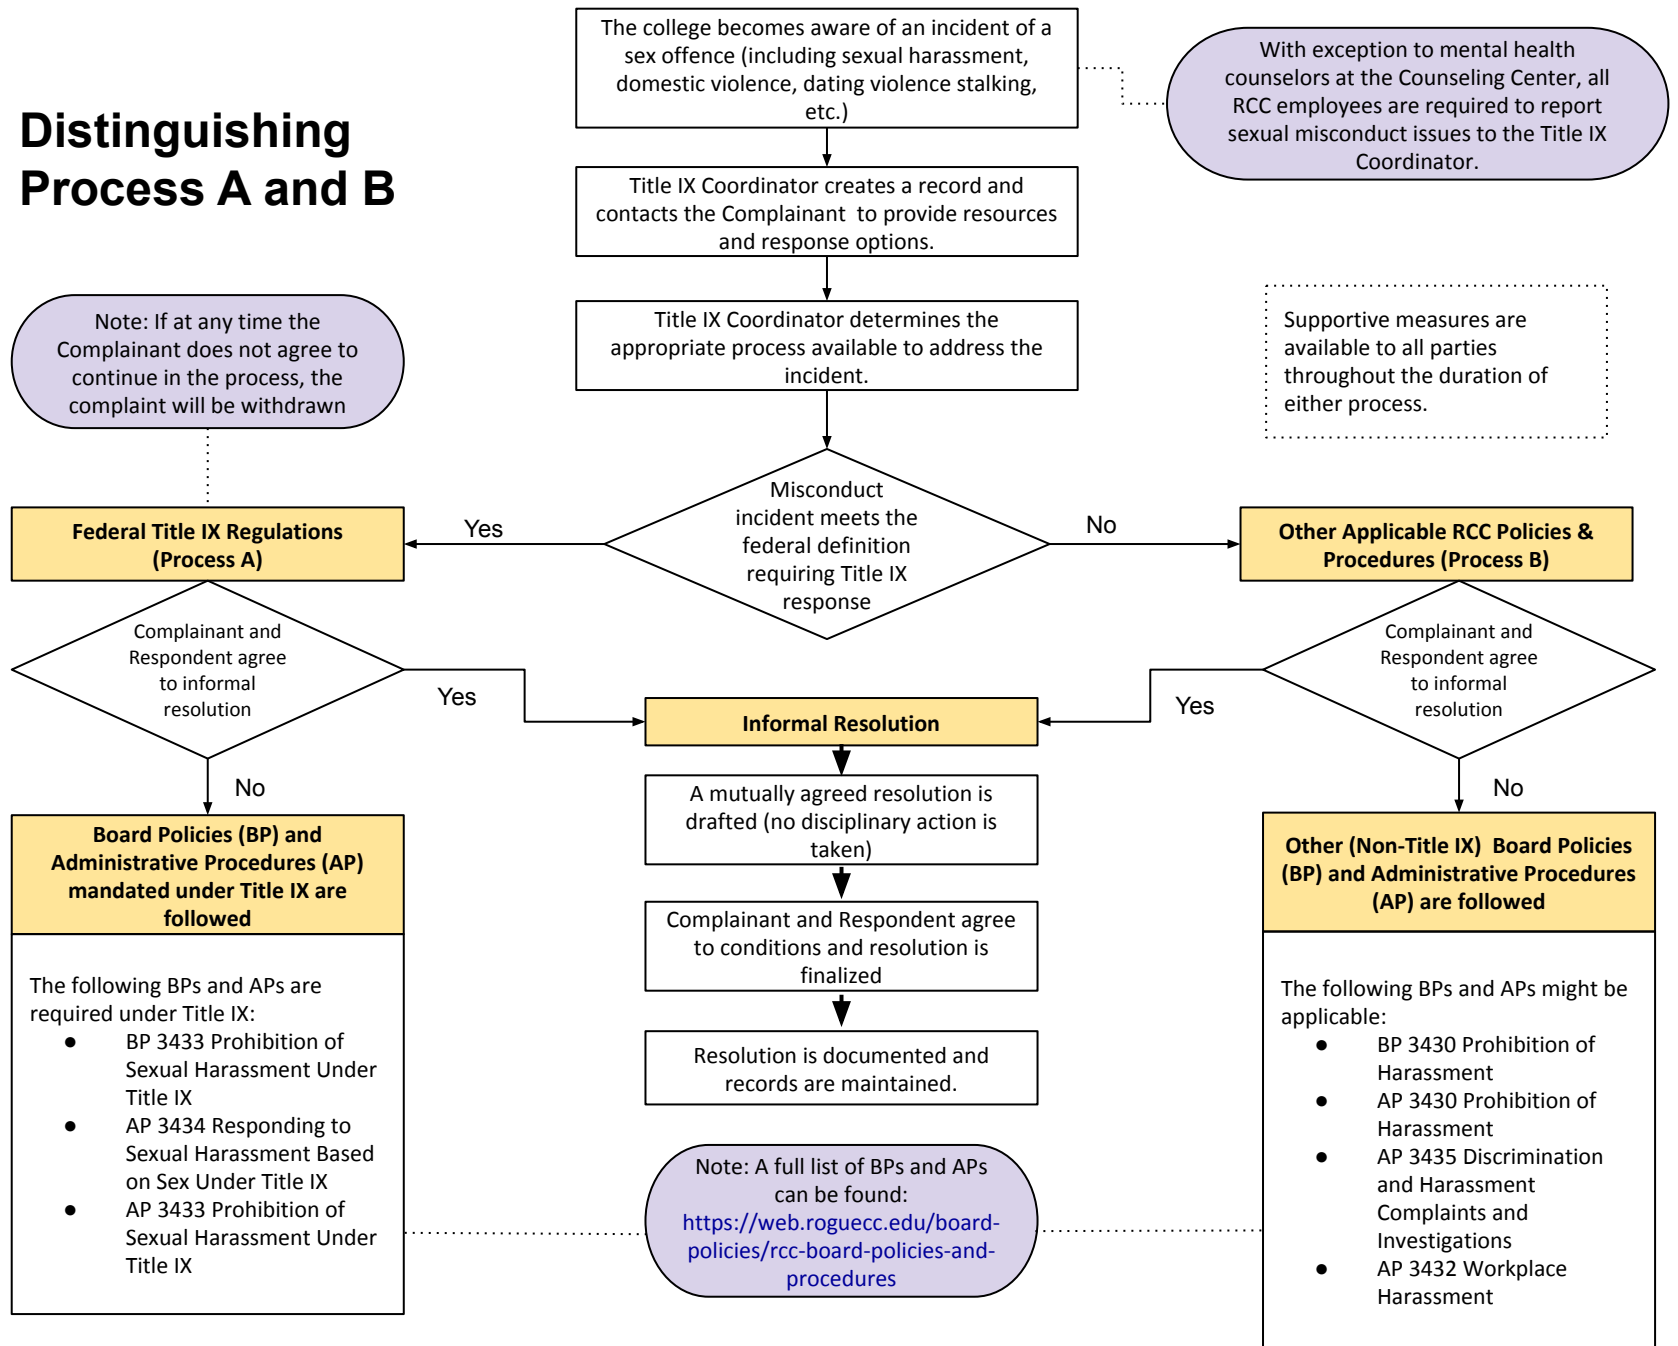 Distinguishing
Process A and B
The college becomes aware of an incident of a
sex offence (including sexual harassment,
domestic violence, dating violence stalking,
etc.)
With exception to mental health
counselors at the Counseling Center, all
RCC employees are required to report
sexual misconduct issues to the Title IX
Coordinator.
Title IX Coordinator creates a record and
contacts the Complainant to provide resources
and response options.
Note: If at any time the
Complainant does not agree to
continue in the process, the
complaint will be withdrawn
Title IX Coordinator determines the
appropriate process available to address the
incident.
Supportive measures are
available to all parties
throughout the duration of
either process.
Misconduct
incident meets the
federal definition
requiring Title IX
response
Yes
No
Federal Title IX Regulations
(Process A)
Other Applicable RCC Policies &
Procedures (Process B)
Complainant and
Respondent agree
to informal
resolution
Yes
No
Complainant and
Respondent agree
to informal
resolution
Yes
No
Informal Resolution
A mutually agreed resolution is
drafted (no disciplinary action is
taken)
Complainant and Respondent agree
to conditions and resolution is
finalized
Resolution is documented and
records are maintained.
Board Policies (BP) and
Administrative Procedures (AP)
mandated under Title IX are
followed
The following BPs and APs are
required under Title IX:
● BP 3433 Prohibition of
Sexual Harassment Under
Title IX
● AP 3434 Responding to
Sexual Harassment Based
on Sex Under Title IX
● AP 3433 Prohibition of
Sexual Harassment Under
Title IX
Note: A full list of BPs and APs
can be found:
https://web.roguecc.edu/board-
policies/rcc-board-policies-and-
procedures
Other (Non-Title IX) Board Policies
(BP) and Administrative Procedures
(AP) are followed
The following BPs and APs might be
applicable:
● BP 3430 Prohibition of
Harassment
● AP 3430 Prohibition of
Harassment
● AP 3435 Discrimination
and Harassment
Complaints and
Investigations
● AP 3432 Workplace
Harassment